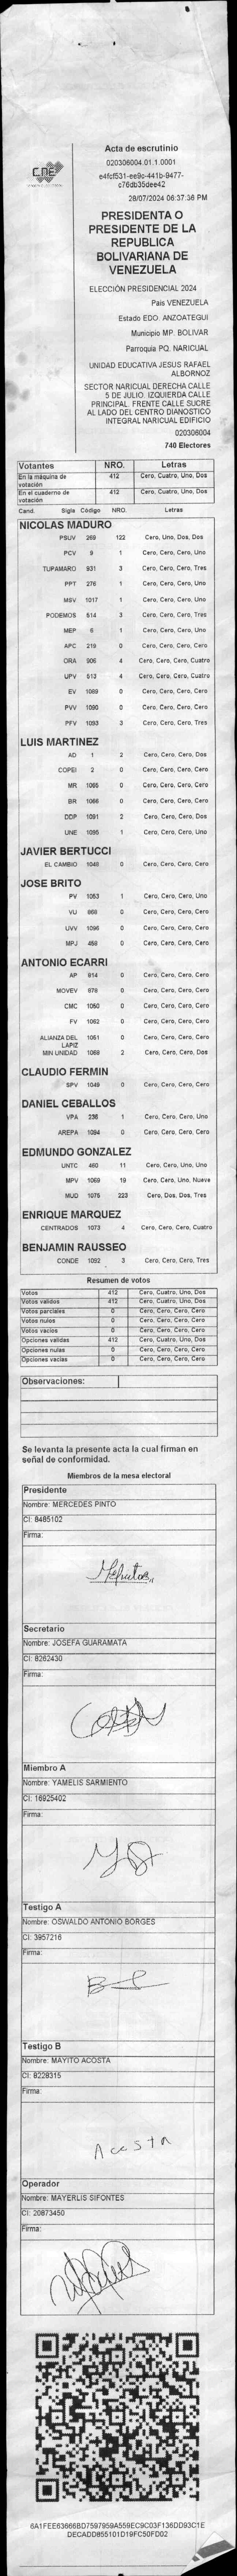 CNE
Acta de escrutinio
020306004.01.1.0001
e4fcf531-ee9c-441b-9477-
c76db35dee42
28/07/2024 06:37:36 PM
PRESIDENTA O
PRESIDENTE DE LA
REPUBLICA
BOLIVARIANA DE
VENEZUELA
ELECCIÓN PRESIDENCIAL 2024
Pais VENEZUELA
Estado EDO. ANZOATEGUI
Municipio MP. BOLIVAR
Parroquia PQ. NARICUAL
UNIDAD EDUCATIVA JESUS RAFAEL
ALBORNOZ
SECTOR NARICUAL DERECHA CALLE
5 DE JULIO. IZQUIERDA CALLE
PRINCIPAL. FRENTE CALLE SUCRE
AL LADO DEL CENTRO DIANOSTICO
INTEGRAL NARICUAL EDIFICIO
020306004
740 Electores
Votantes NRO. Letras
En la máquina de votación 412 Cero, Cuatro, Uno, Dos
En el cuaderno de votación 412 Cero, Cuatro, Uno, Dos
Cand. Sigla Código NRO. Letras
NICOLAS MADURO
PSUV 269 122 Cero, Uno, Dos, Dos
PCV 9 1 Cero, Cero, Cero, Uno
TUPAMARO 931 3 Cero, Cero, Cero, Tres
PPT 276 1 Cero, Cero, Cero, Uno
MSV 1017 1 Cero, Cero, Cero, Uno
PODEMOS 514 3 Cero, Cero, Cero, Tres
MEP 6 1 Cero, Cero, Cero, Uno
APC 219 0 Cero, Cero, Cero, Cero
ORA 906 4 Cero, Cero, Cero, Cuatro
UPV 513 4 Cero, Cero, Cero, Cuatro
EV 1089 0 Cero, Cero, Cero, Cero
PVV 1090 0 Cero, Cero, Cero, Cero
PFV 1093 3 Cero, Cero, Cero, Tres
LUIS MARTINEZ
AD 1 2 Cero, Cero, Cero, Dos
COPEI 2 0 Cero, Cero, Cero, Cero
MR 1065 0 Cero, Cero, Cero, Cero
BR 1066 0 Cero, Cero, Cero, Cero
DDP 1091 2 Cero, Cero, Cero, Dos
UNE 1095 1 Cero, Cero, Cero, Uno
JAVIER BERTUCCI
EL CAMBIO 1048 0 Cero, Cero, Cero, Cero
JOSE BRITO
PV 1053 1 Cero, Cero, Cero, Uno
VU 868 0 Cero, Cero, Cero, Cero
UVV 1096 0 Cero, Cero, Cero, Cero
MPJ 458 0 Cero, Cero, Cero, Cero
ANTONIO ECARRI
AP 814 0 Cero, Cero, Cero, Cero
MOVEV 878 0 Cero, Cero, Cero, Cero
CMC 1050 0 Cero, Cero, Cero, Cero
FV 1062 0 Cero, Cero, Cero, Cero
ALIANZA DEL LAPIZ 1051 0 Cero, Cero, Cero, Cero
MIN UNIDAD 1068 2 Cero, Cero, Cero, Dos
CLAUDIO FERMIN
SPV 1049 0 Cero, Cero, Cero, Cero
DANIEL CEBALLOS
VPA 236 1 Cero, Cero, Cero, Uno
AREPA 1094 0 Cero, Cero, Cero, Cero
EDMUNDO GONZALEZ
UNTC 460 11 Cero, Cero, Uno, Uno
MPV 1069 19 Cero, Cero, Uno, Nueve
MUD 1075 223 Cero, Dos, Dos, Tres
ENRIQUE MARQUEZ
CENTRADOS 1073 4 Cero, Cero, Cero, Cuatro
BENJAMIN RAUSSEO
CONDE 1092 3 Cero, Cero, Cero, Tres
Resumen de votos
Votos 412 Cero, Cuatro, Uno, Dos
Votos validos 412 Cero, Cuatro, Uno, Dos
Votos parciales 0 Cero, Cero, Cero, Cero
Votos nulos 0 Cero, Cero, Cero, Cero
Votos vacios 0 Cero, Cero, Cero, Cero
Opciones validas 412 Cero, Cuatro, Uno, Dos
Opciones nulas 0 Cero, Cero, Cero, Cero
Opciones vacias 0 Cero, Cero, Cero, Cero
Observaciones:
Se levanta la presente acta la cual firman en
señal de conformidad.
Miembros de la mesa electoral
Presidente
Nombre: MERCEDES PINTO
CI: 8485102
Firma:
Secretario
Nombre: JOSEFA GUARAMATA
CI: 8262430
Firma:
Miembro A
Nombre: YAMELIS SARMIENTO
CI: 16925402
Firma:
Testigo A
Nombre: OSWALDO ANTONIO BORGES
CI: 3957216
Firma:
Testigo B
Nombre: MAYITO ACOSTA
CI: 8228315
Firma:
Acosta
Operador
Nombre: MAYERLIS SIFONTES
CI: 20873450
Firma:
6A1FEE63666BD7597959A559EC9C03F136DD93C1E
DECADD855101D19FC50FD02